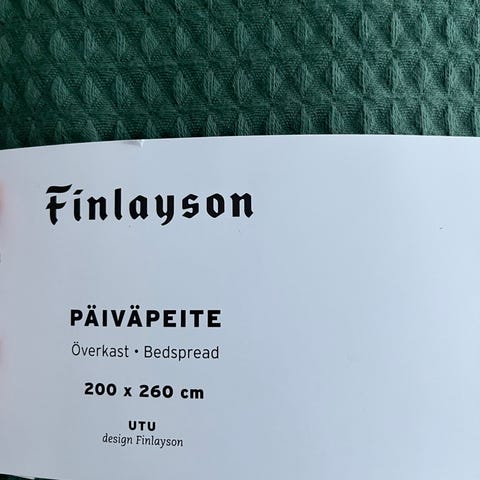 Finlayson
PÄIVÄPEITE
Överkast • Bedspread
200 x 260 cm
UTU
design Finlayson